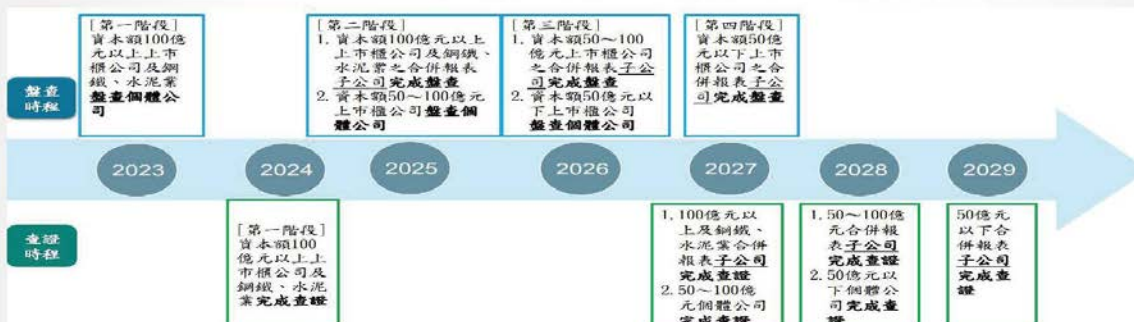 盤查
時程
[第一階段]
資本額100億
元以上上市
櫃公司及鋼
鐵、水泥業
盤查個體公
司
[第二階段]
1. 資本額100億元以上
上市櫃公司及鋼鐵、
水泥業之合併報表
子公司完成盤查
2. 資本額50～100億元
上市櫃公司盤查個
體公司
[第三階段]
1. 資本額50～100
億元上市櫃公司
之合併報表子公
司完成盤查
2. 資本額50億元以
下上市櫃公司
盤查個體公司
[第四階段]
資本額50億
元以下上市
櫃公司之合
併報表子公
司完成盤查
2023
2024
2025
2026
2027
2028
2029
查證
時程
[第一階段]
資本額100
億元以上上
市櫃公司及
鋼鐵、水泥
業完成查證
1. 100億元以
上及鋼鐵、
水泥業合併
報表子公司
完成查證
2. 50～100億
元個體公司
完成查證
1. 50～100億
元合併報
表子公司
完成查證
2. 50億元以
下個體公
司完成查
證
50億元
以下合
併報表
子公司
完成查
證